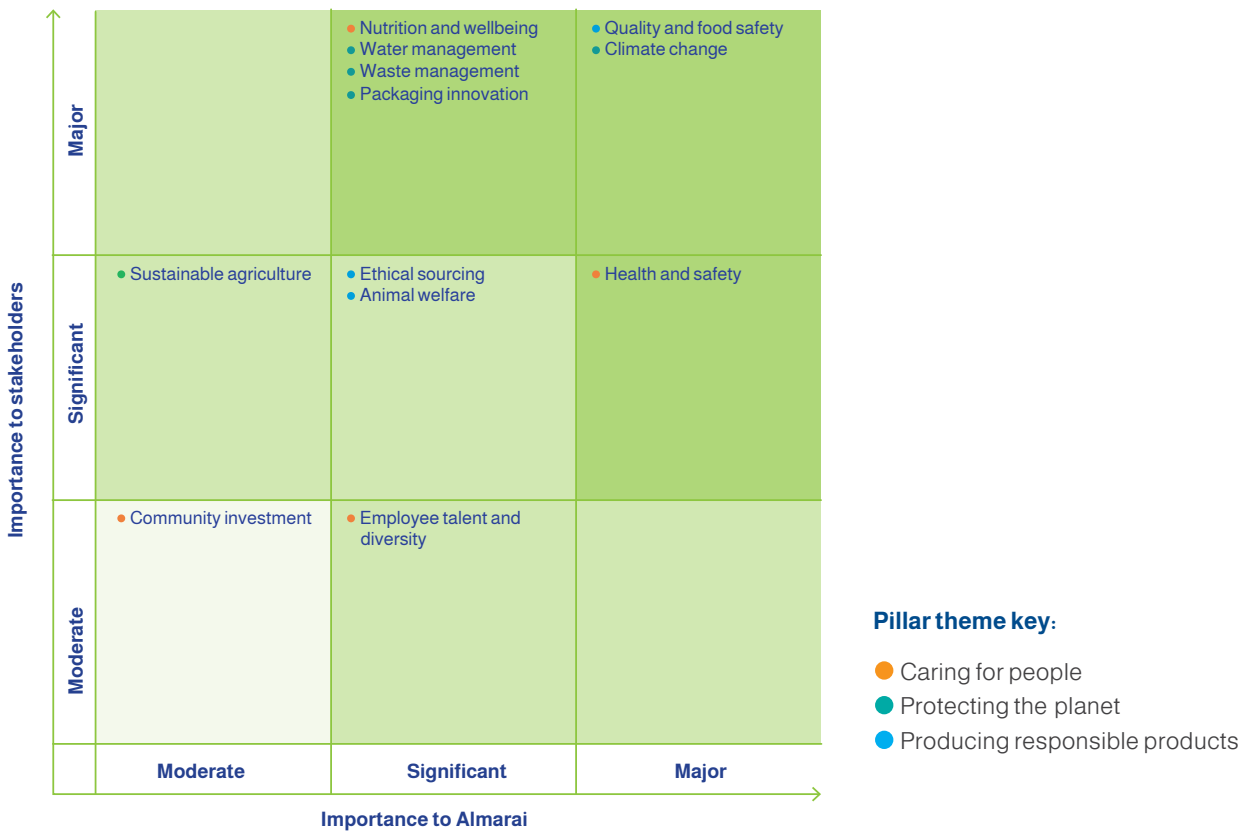 Importance to stakeholders
Major
Nutrition and wellbeing
Water management
Waste management
Packaging innovation
Quality and food safety
Climate change
Significant
Sustainable agriculture
Ethical sourcing
Animal welfare
Health and safety
Moderate
Community investment
Employee talent and
diversity
Moderate
Significant
Major
Importance to Almarai
Pillar theme key:
Caring for people
Protecting the planet
Producing responsible products